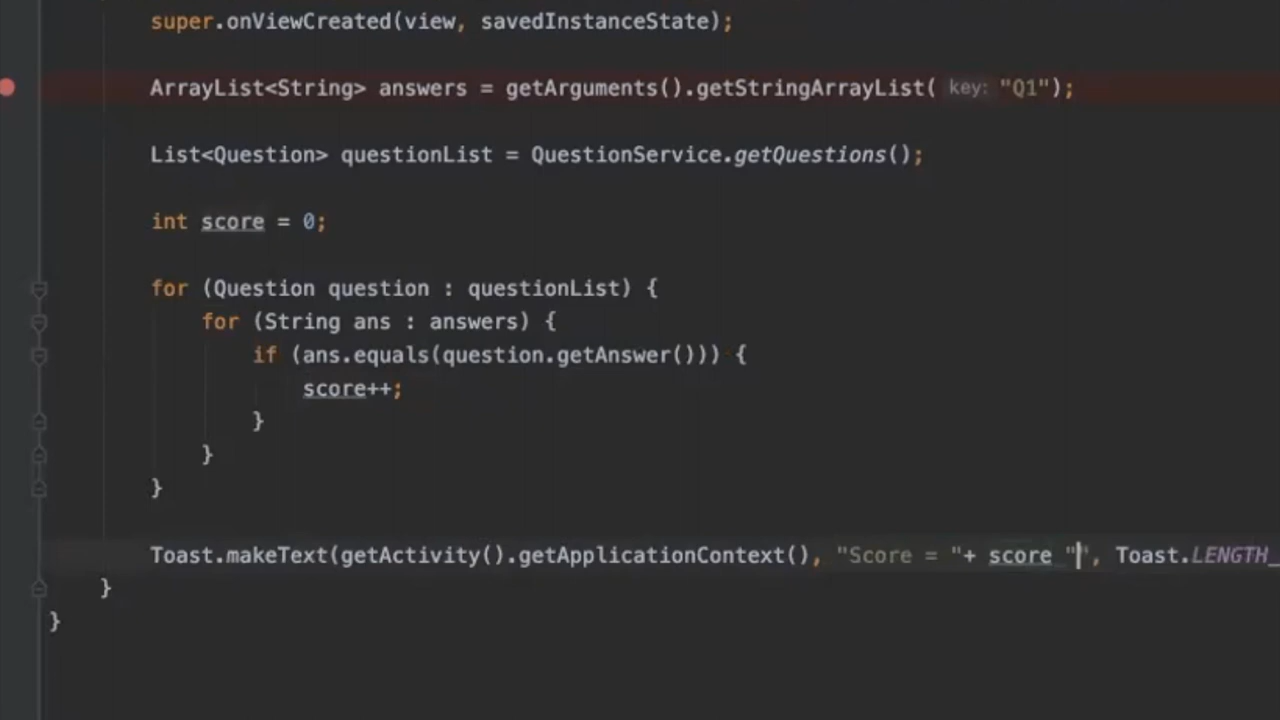 super.onViewCreated(view, savedInstanceState);
ArrayList<String> answers = getArguments().getStringArrayList( key: "Q1");
List<Question> questionList = QuestionService.getQuestions();
int score = 0;
for (Question question : questionList) {
for (String ans : answers) {
if (ans.equals(question.getAnswer())) {
score++;
}
}
}
Toast.makeText(getActivity().getApplicationContext(), "Score = "+ score "", Toast.LENGTH_
}
}